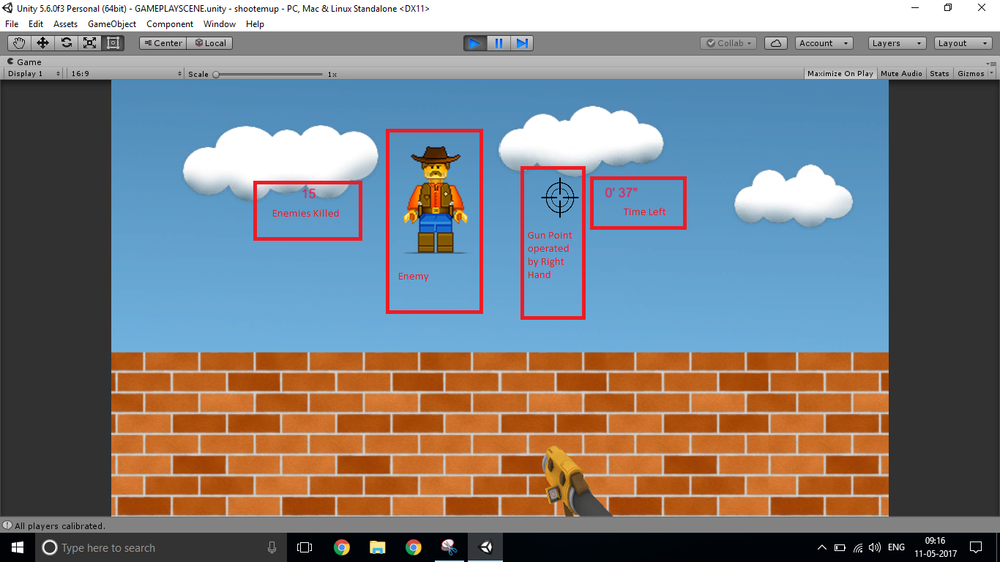 Unity 5.6.0f3 Personal (64bit) - GAMEPLAYSCENE.unity - shootemup - PC, Mac & Linux Standalone <DX11>
File Edit Assets GameObject Component Window Help
Center Local Collab Account Layers Layout
Game
Display 1 16:9 Scale 1x Maximize On Play Mute Audio Stats Gizmos
15
Enemies Killed
Enemy
Gun Point
operated
by Right
Hand
0' 37"
Time Left
All players calibrated.
Type here to search
ENG
09:16
11-05-2017